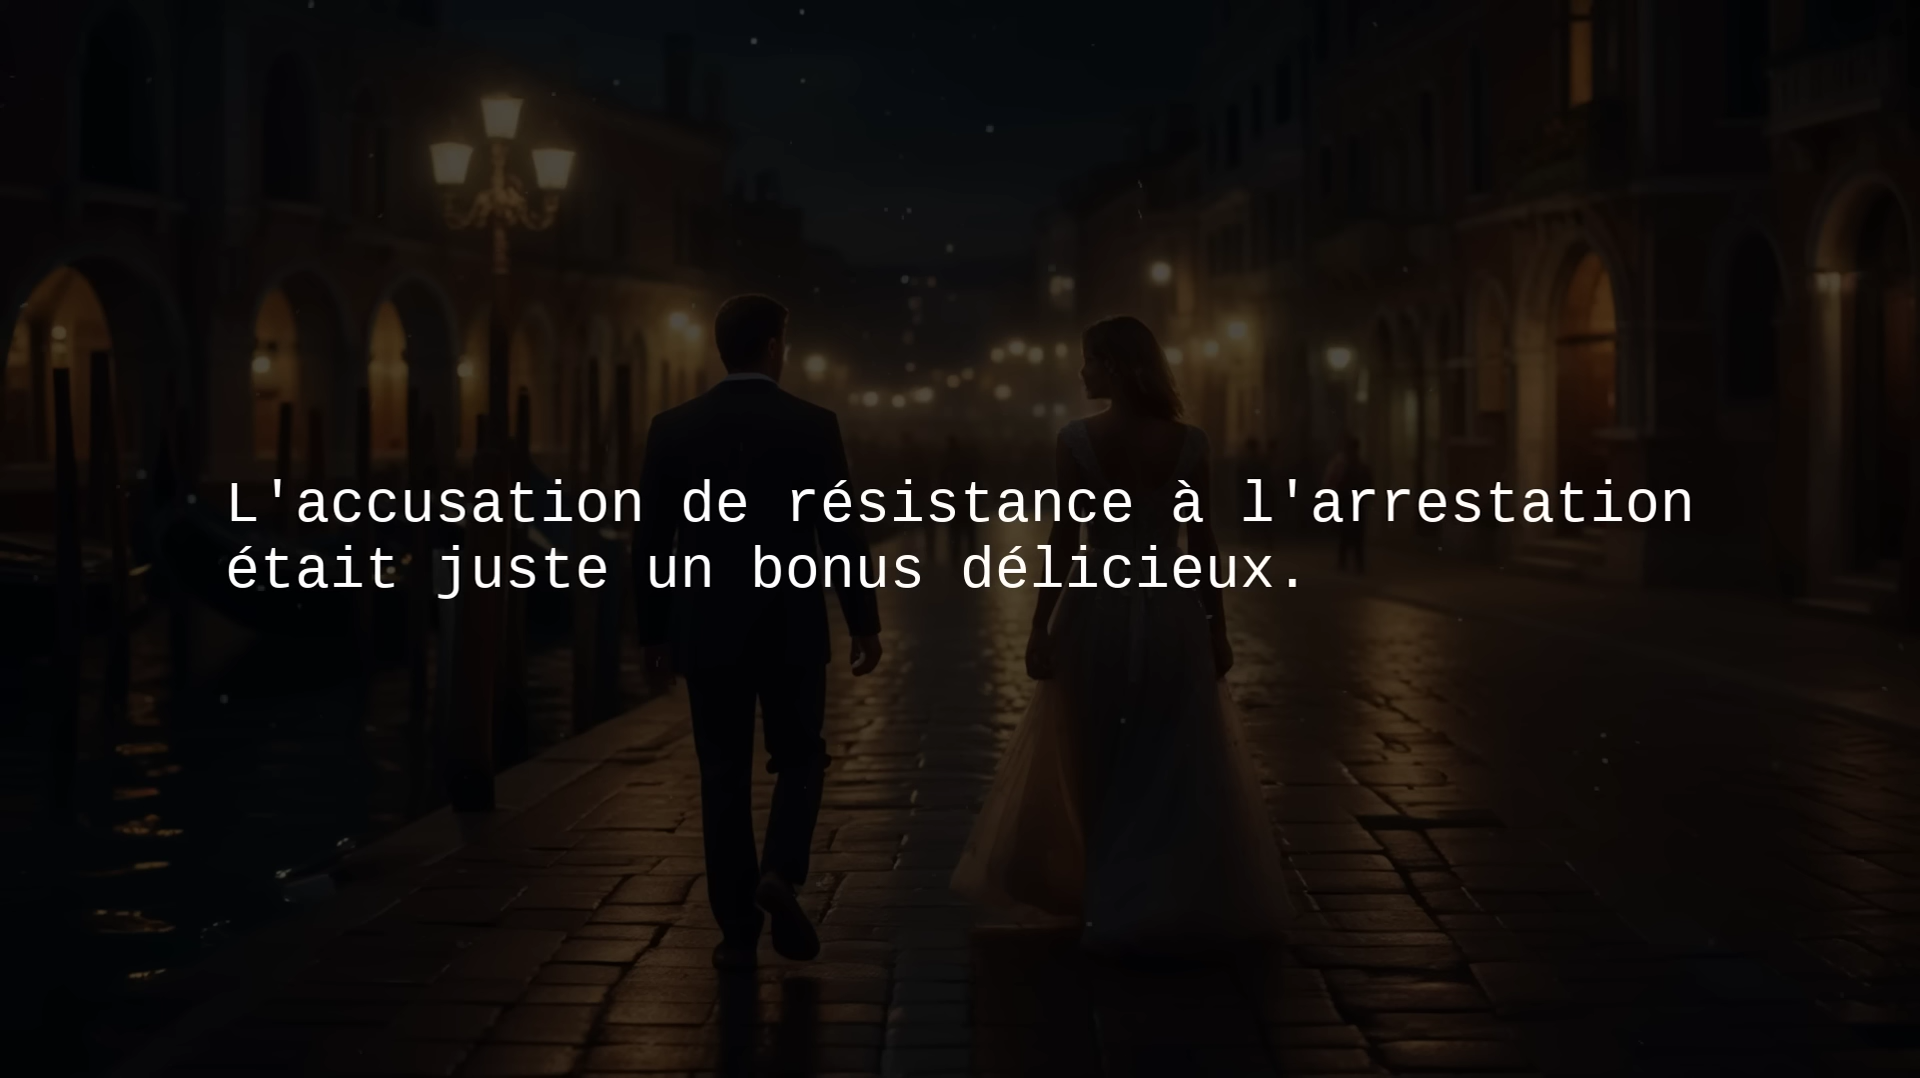 L'accusation de résistance à l'arrestation
était juste un bonus délicieux.